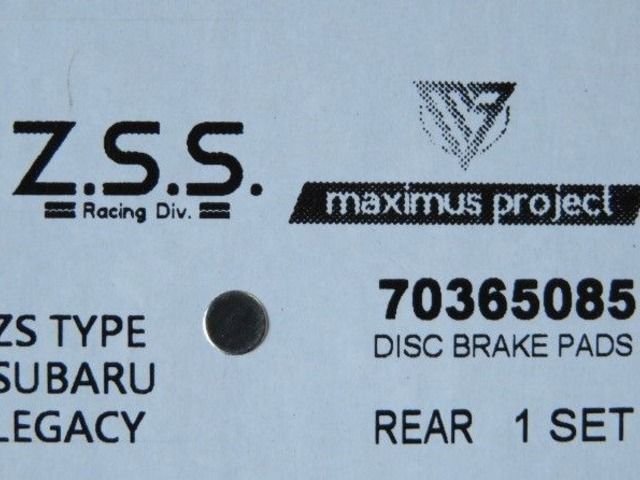 Z.S.S.
Racing Div.
maximus project
70365085
DISC BRAKE PADS
ZS TYPE
SUBARU
LEGACY
REAR 1 SET